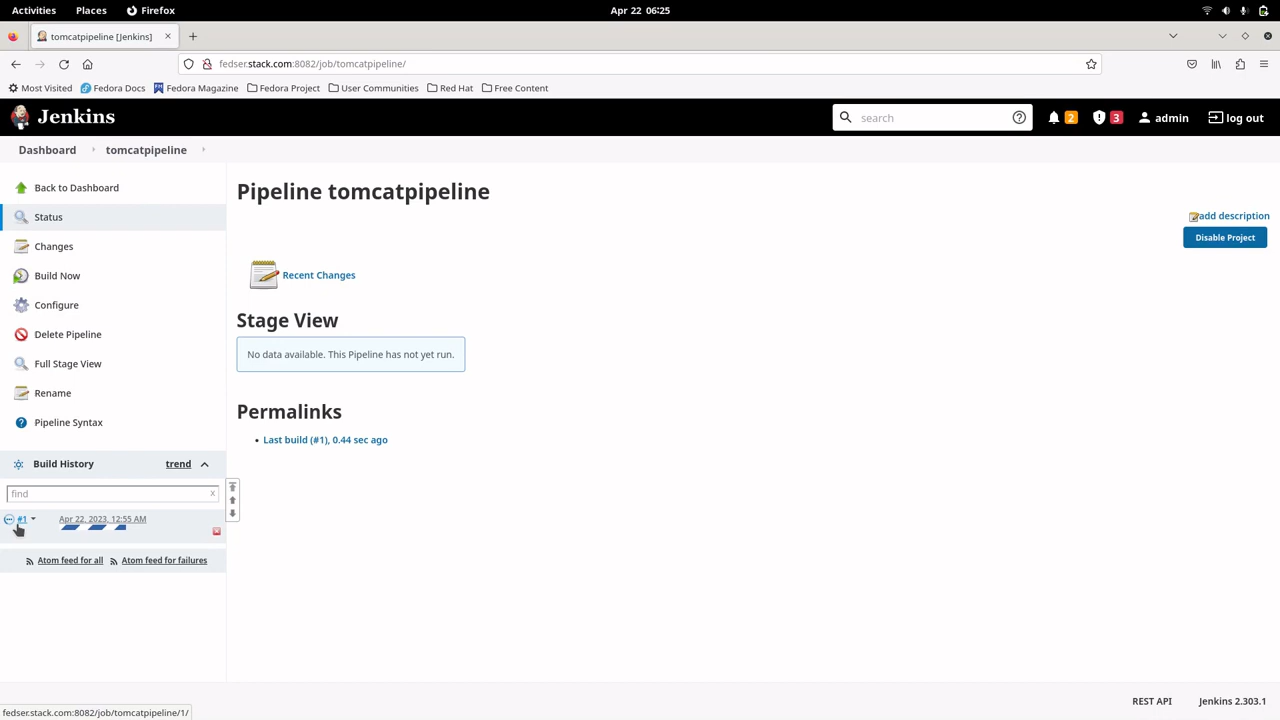 Activities Places Firefox Apr 22 06:25
tomcatpipeline [Jenkins]
fedser.stack.com:8082/job/tomcatpipeline/
Most Visited Fedora Docs Fedora Magazine Fedora Project User Communities Red Hat Free Content
Jenkins search 2 3 admin log out
Dashboard tomcatpipeline
Back to Dashboard
Status
Changes
Build Now
Configure
Delete Pipeline
Full Stage View
Rename
Pipeline Syntax
Build History trend
find x
#1 Apr 22, 2023, 12:55 AM
Atom feed for all Atom feed for failures
Pipeline tomcatpipeline
add description
Disable Project
Recent Changes
Stage View
No data available. This Pipeline has not yet run.
Permalinks
• Last build (#1), 0.44 sec ago
REST API Jenkins 2.303.1
fedser.stack.com:8082/job/tomcatpipeline/1/